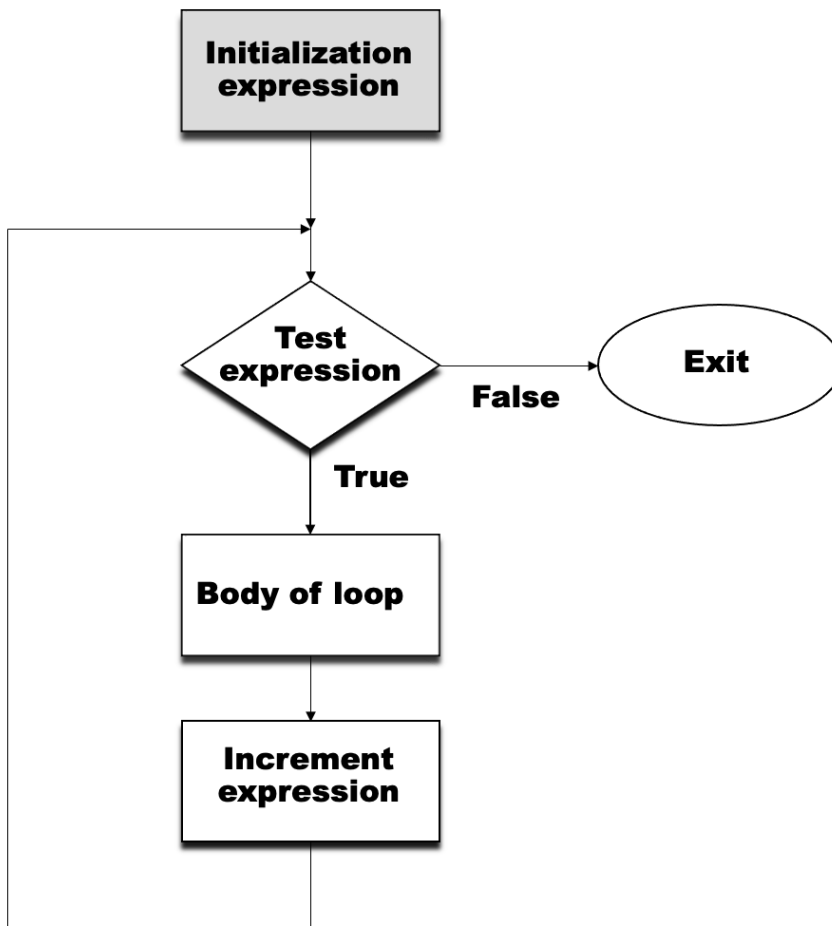 Initialization
expression
Test
expression
False
Exit
True
Body of loop
Increment
expression